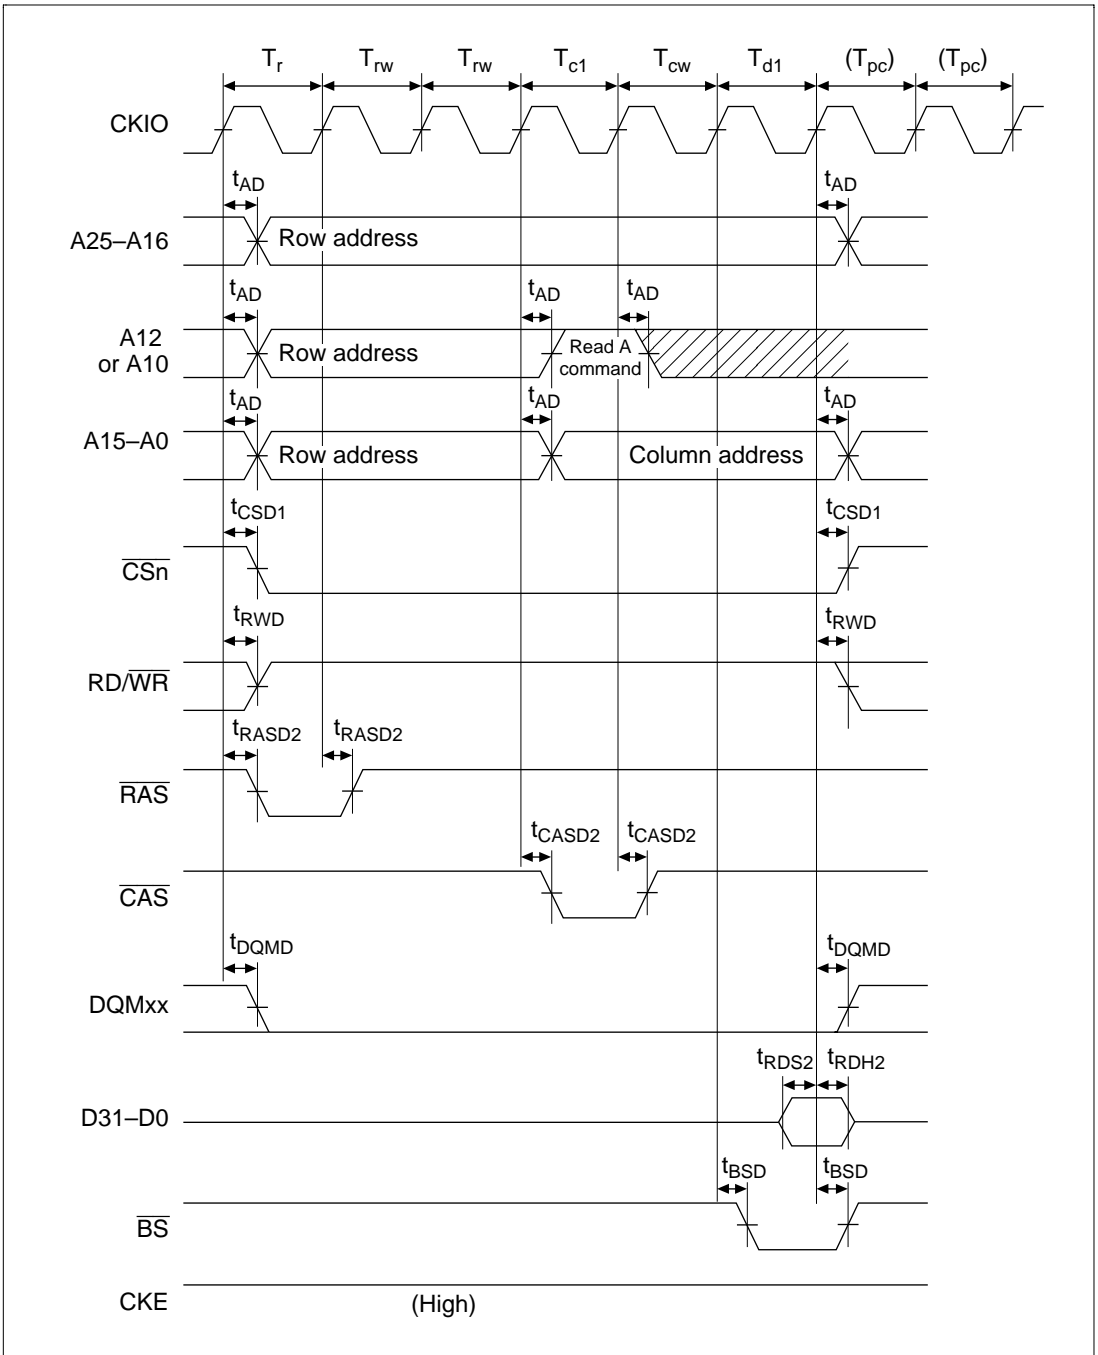 Tr Trw Trw Tc1 Tcw Td1 (Tpc) (Tpc)
CKIO
tAD tAD
A25–A16 Row address
tAD tAD tAD
A12 or A10 Row address Read A command
tAD tAD tAD
A15–A0 Row address Column address
tCSD1 tCSD1
CSn
tRWD tRWD
RD/WR
tRASD2 tRASD2
RAS
tCASD2 tCASD2
CAS
tDQMD tDQMD
DQMxx
tRDS2 tRDH2
D31–D0
tBSD tBSD
BS
CKE (High)